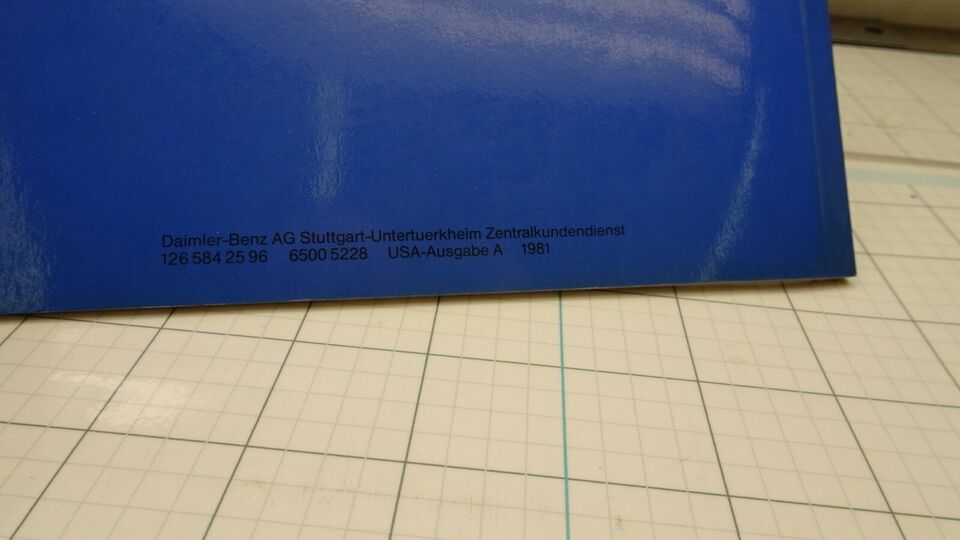 Daimler-Benz AG Stuttgart-Untertuerkheim Zentralkundendienst
126 584 25 96 6500 5228 USA-Ausgabe A 1981